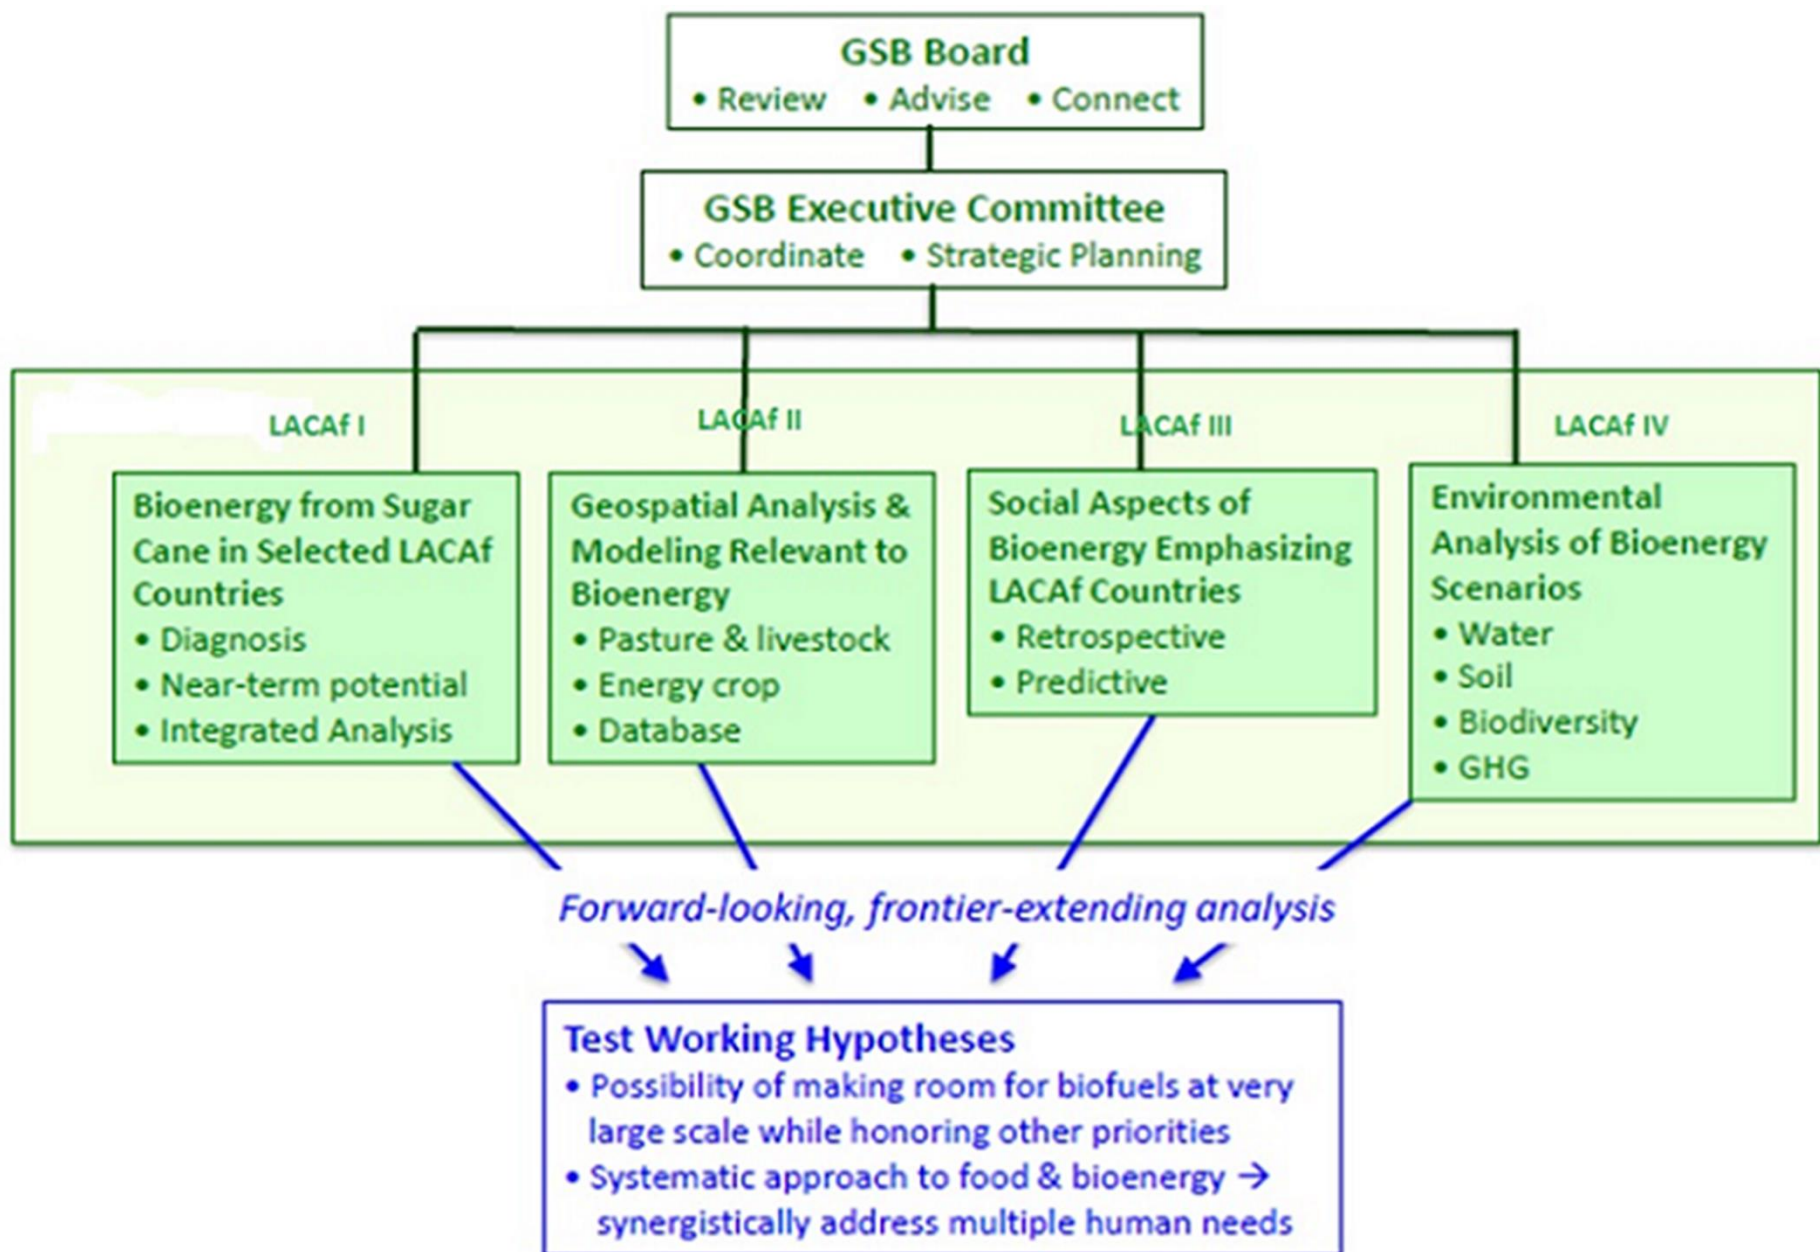 GSB Board
• Review • Advise • Connect
GSB Executive Committee
• Coordinate • Strategic Planning
LACAf I
LACAf II
LACAf III
LACAf IV
Bioenergy from Sugar
Cane in Selected LACAf
Countries
• Diagnosis
• Near-term potential
• Integrated Analysis
Geospatial Analysis &
Modeling Relevant to
Bioenergy
• Pasture & livestock
• Energy crop
• Database
Social Aspects of
Bioenergy Emphasizing
LACAf Countries
• Retrospective
• Predictive
Environmental
Analysis of Bioenergy
Scenarios
• Water
• Soil
• Biodiversity
• GHG
Forward-looking, frontier-extending analysis
Test Working Hypotheses
• Possibility of making room for biofuels at very
large scale while honoring other priorities
• Systematic approach to food & bioenergy →
synergistically address multiple human needs